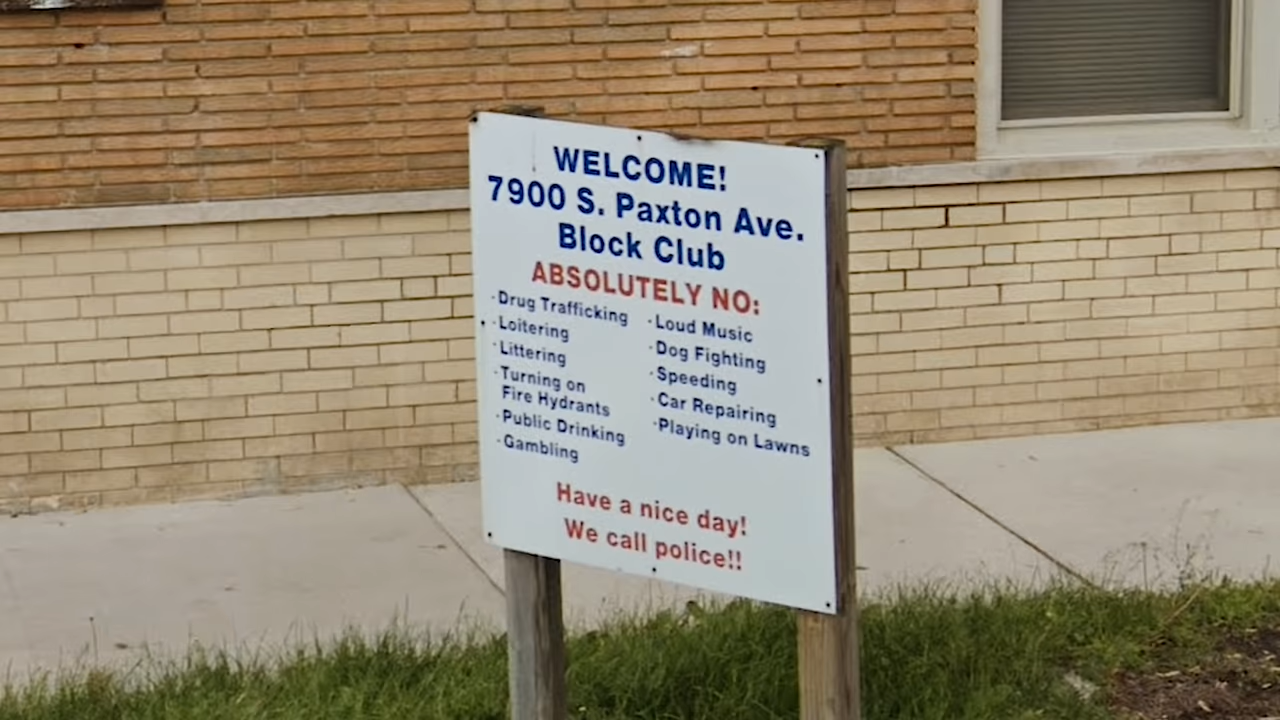 WELCOME!
7900 S. Paxton Ave.
Block Club
ABSOLUTELY NO:
· Drug Trafficking
· Loitering
· Littering
· Turning on
Fire Hydrants
· Public Drinking
· Gambling
· Loud Music
· Dog Fighting
· Speeding
· Car Repairing
· Playing on Lawns
Have a nice day!
We call police!!